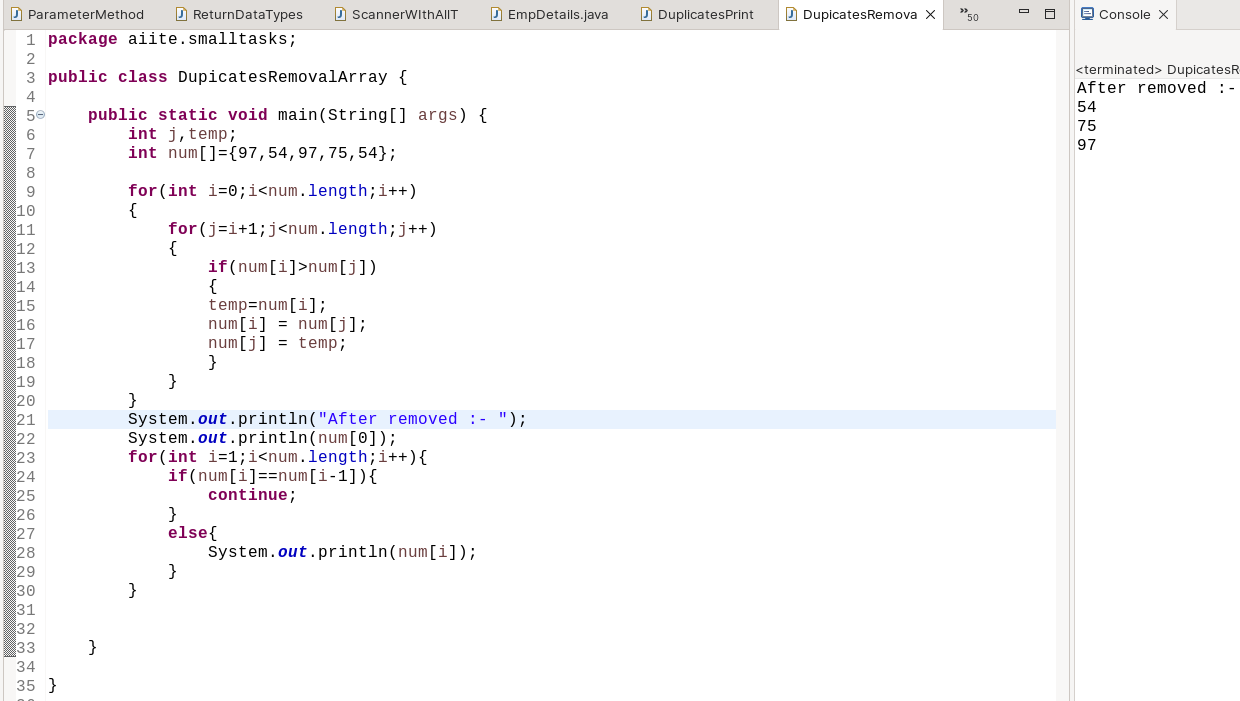 ParameterMethod ReturnDataTypes ScannerWIthAllT EmpDetails.java DuplicatesPrint DupicatesRemova 50 Console
<terminated> DupicatesR
1 package aiite.smalltasks;
2
3 public class DupicatesRemovalArray {
4
5 public static void main(String[] args) {
6 int j,temp;
7 int num[]={97,54,97,75,54};
8
9 for(int i=0;i<num.length;i++)
10 {
11 for(j=i+1;j<num.length;j++)
12 {
13 if(num[i]>num[j])
14 {
15 temp=num[i];
16 num[i] = num[j];
17 num[j] = temp;
18 }
19 }
20 }
21 System.out.println("After removed :- ");
22 System.out.println(num[0]);
23 for(int i=1;i<num.length;i++){
24 if(num[i]==num[i-1]){
25 continue;
26 }
27 else{
28 System.out.println(num[i]);
29 }
30 }
31
32
33 }
34
35 }
After removed :-
54
75
97